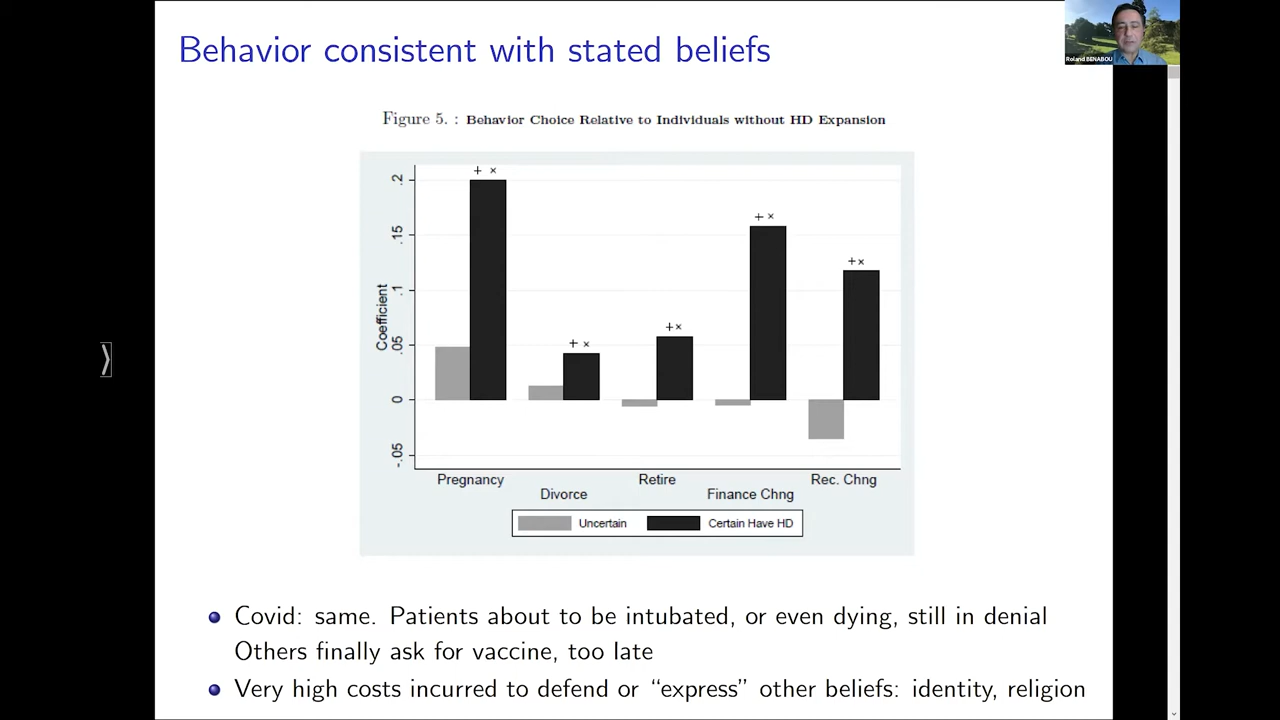 Behavior consistent with stated beliefs
Roland BENABOU
Figure 5. : Behavior Choice Relative to Individuals without HD Expansion
Coefficient
.2
.15
.1
.05
0
-.05
+ ×
+ ×
+×
+ ×
+×
Pregnancy
Divorce
Retire
Finance Chng
Rec. Chng
Uncertain
Certain Have HD
Covid: same. Patients about to be intubated, or even dying, still in denial
Others finally ask for vaccine, too late
Very high costs incurred to defend or “express” other beliefs: identity, religion